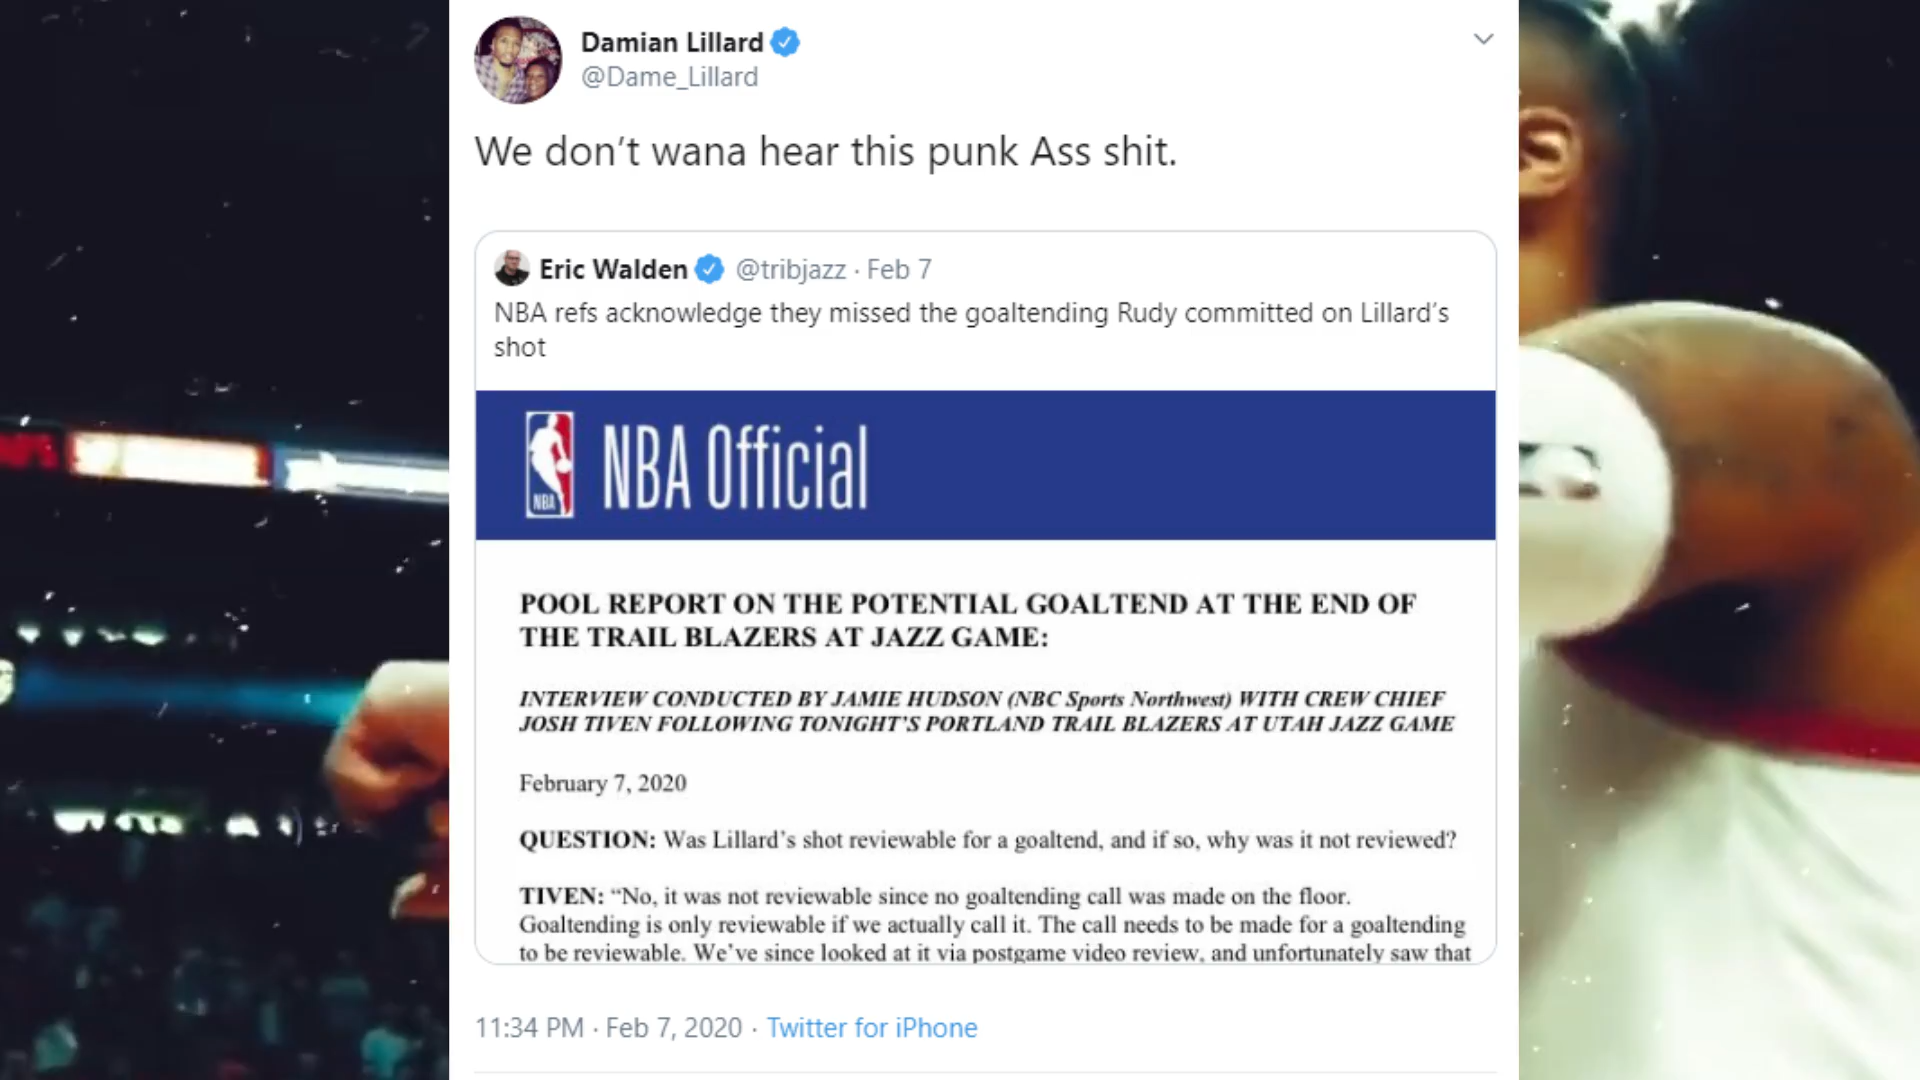 Damian Lillard
@Dame_Lillard
We don’t wana hear this punk Ass shit.
Eric Walden @tribjazz · Feb 7
NBA refs acknowledge they missed the goaltending Rudy committed on Lillard’s
shot
NBA
NBA Official
POOL REPORT ON THE POTENTIAL GOALTEND AT THE END OF
THE TRAIL BLAZERS AT JAZZ GAME:
INTERVIEW CONDUCTED BY JAMIE HUDSON (NBC Sports Northwest) WITH CREW CHIEF
JOSH TIVEN FOLLOWING TONIGHT’S PORTLAND TRAIL BLAZERS AT UTAH JAZZ GAME
February 7, 2020
QUESTION: Was Lillard’s shot reviewable for a goaltend, and if so, why was it not reviewed?
TIVEN: “No, it was not reviewable since no goaltending call was made on the floor.
Goaltending is only reviewable if we actually call it. The call needs to be made for a goaltending
to be reviewable. We’ve since looked at it via postgame video review, and unfortunately saw that
11:34 PM · Feb 7, 2020 · Twitter for iPhone